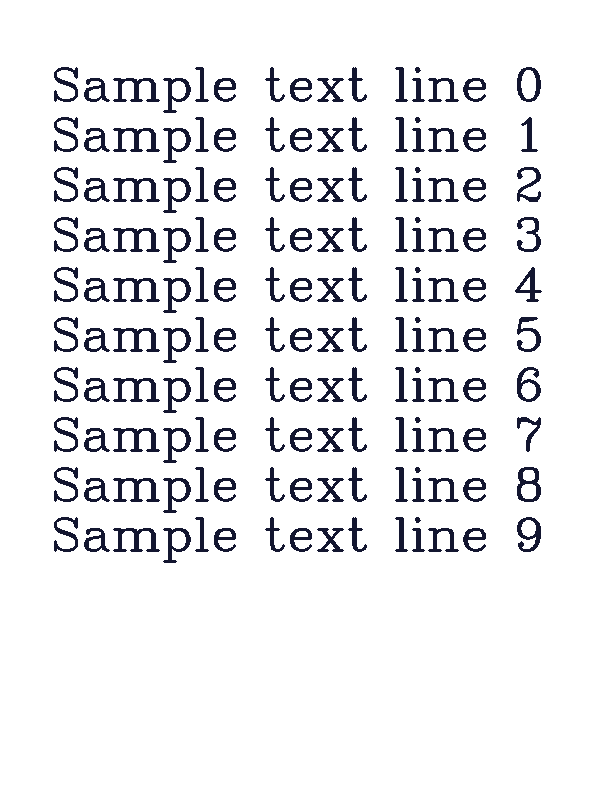 Sample text line 0
Sample text line 1
Sample text line 2
Sample text line 3
Sample text line 4
Sample text line 5
Sample text line 6
Sample text line 7
Sample text line 8
Sample text line 9